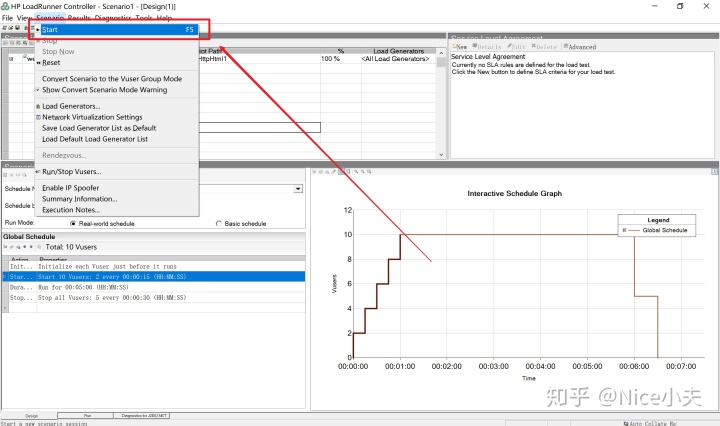 HP LoadRunner Controller - Scenario1 - [Design(1)]
File View Scenario Results Diagnostics Tools Help
Start F5
Stop
Stop Now
Reset
Convert Scenario to the Vuser Group Mode
Show Convert Scenario Mode Warning
Load Generators...
Network Virtualization Settings
Save Load Generator List as Default
Load Default Load Generator List
Rendezvous...
Run/Stop Vusers...
Enable IP Spoofer
Summary Information...
Execution Notes...
Path % Load Generators
HttpHtml1 100 % <All Load Generators>
Service Level Agreement
New Details Edit Delete Advanced
Service Level Agreement
Currently no SLA rules are defined for the load test.
Click the New button to define SLA criteria for your load test.
Schedule N
Schedule b
Run Mode: Real-world schedule Basic schedule
Global Schedule
Total: 10 Vusers
Action Properties
Init... Initialize each Vuser just before it runs
Star... Start 10 Vusers: 2 every 00:00:15 (HH:MM:SS)
Dura... Run for 00:05:00 (HH:MM:SS)
Stop... Stop all Vusers: 5 every 00:00:30 (HH:MM:SS)
Interactive Schedule Graph
Legend
Global Schedule
Vusers
12
10
8
6
4
2
0
00:00:00 00:01:00 00:02:00 00:03:00 00:04:00 00:05:00 00:06:00 00:07:00
Time
知乎 @Nice小夫
Design Run Diagnostics for J2EE/.NET
Start a new scenario session
Auto Collate Re